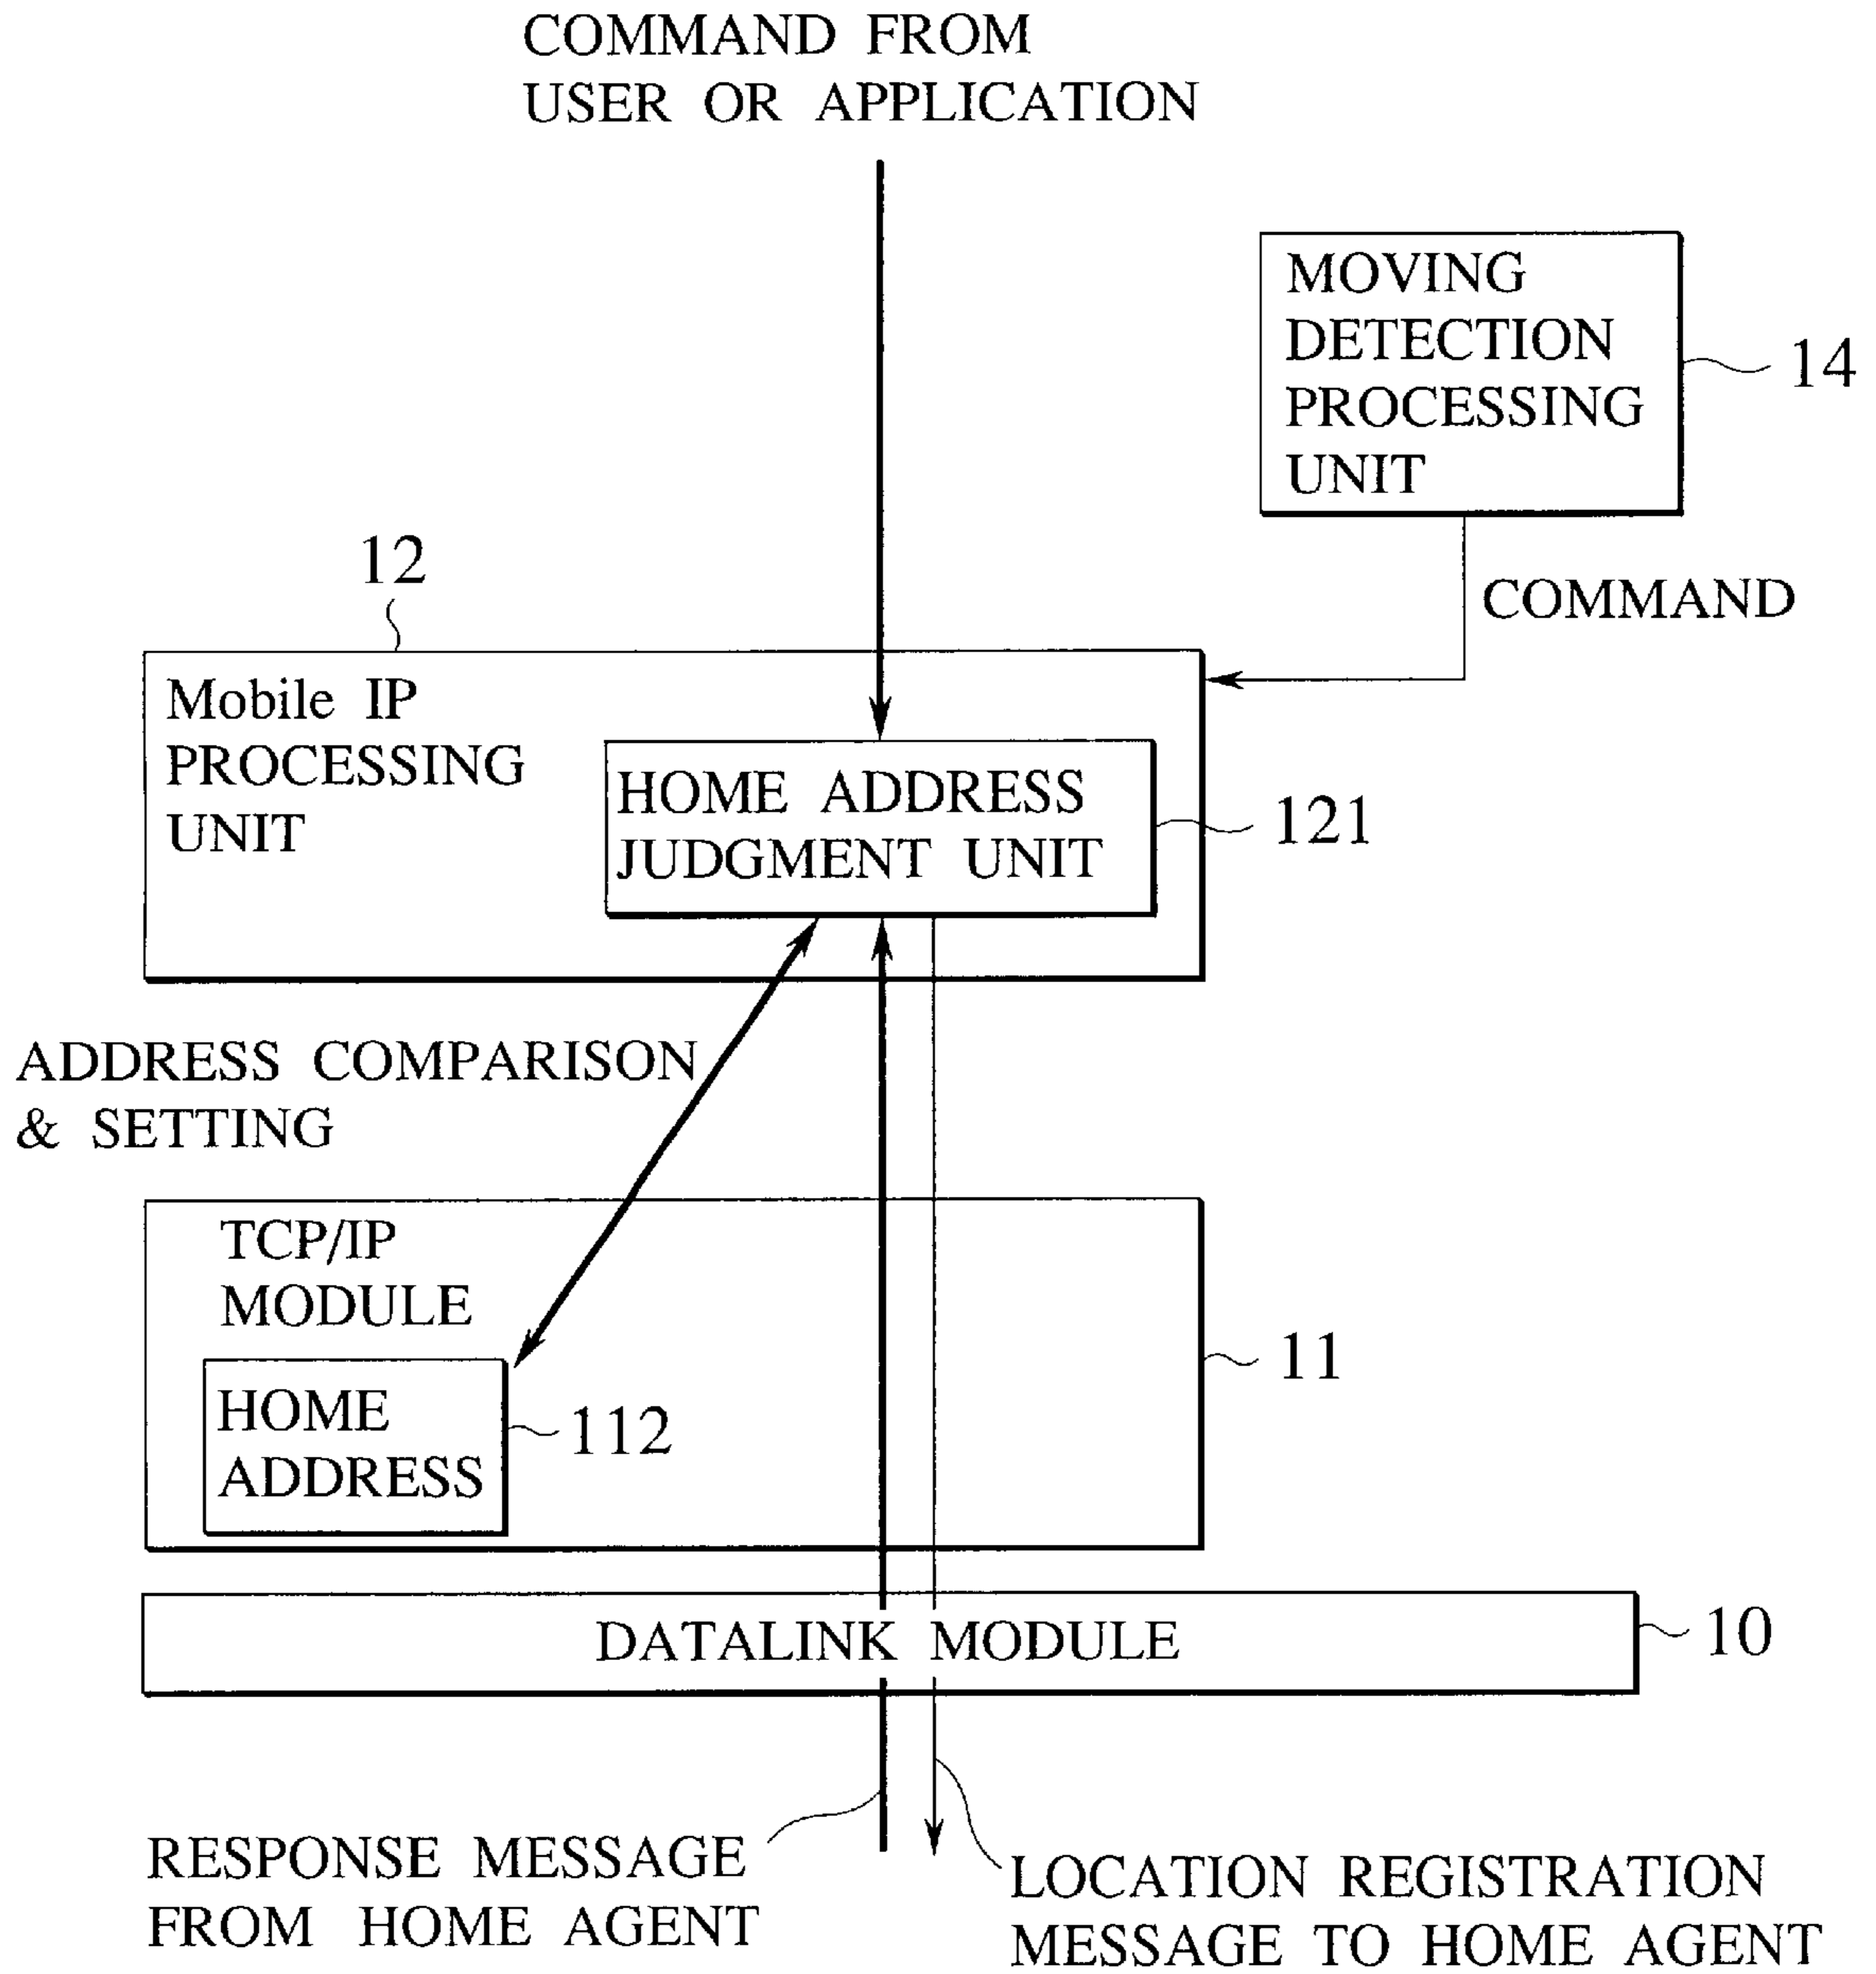 COMMAND FROM
USER OR APPLICATION
MOVING
DETECTION
PROCESSING
UNIT
14
COMMAND
12
Mobile IP
PROCESSING
UNIT
HOME ADDRESS
JUDGMENT UNIT
121
ADDRESS COMPARISON
& SETTING
TCP/IP
MODULE
11
HOME
ADDRESS
112
DATALINK MODULE
10
RESPONSE MESSAGE
FROM HOME AGENT
LOCATION REGISTRATION
MESSAGE TO HOME AGENT